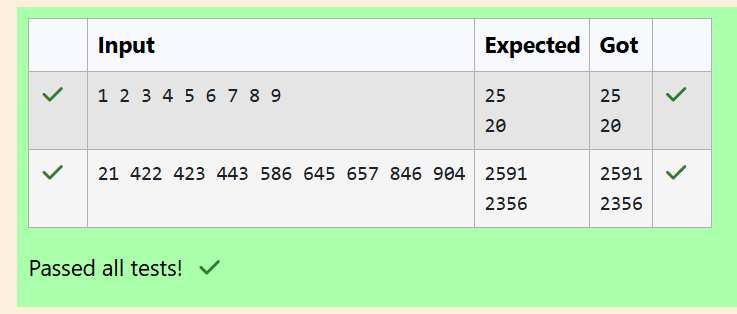 Input Expected Got
1 2 3 4 5 6 7 8 9 25 25
20 20
21 422 423 443 586 645 657 846 904 2591 2591
2356 2356
Passed all tests!